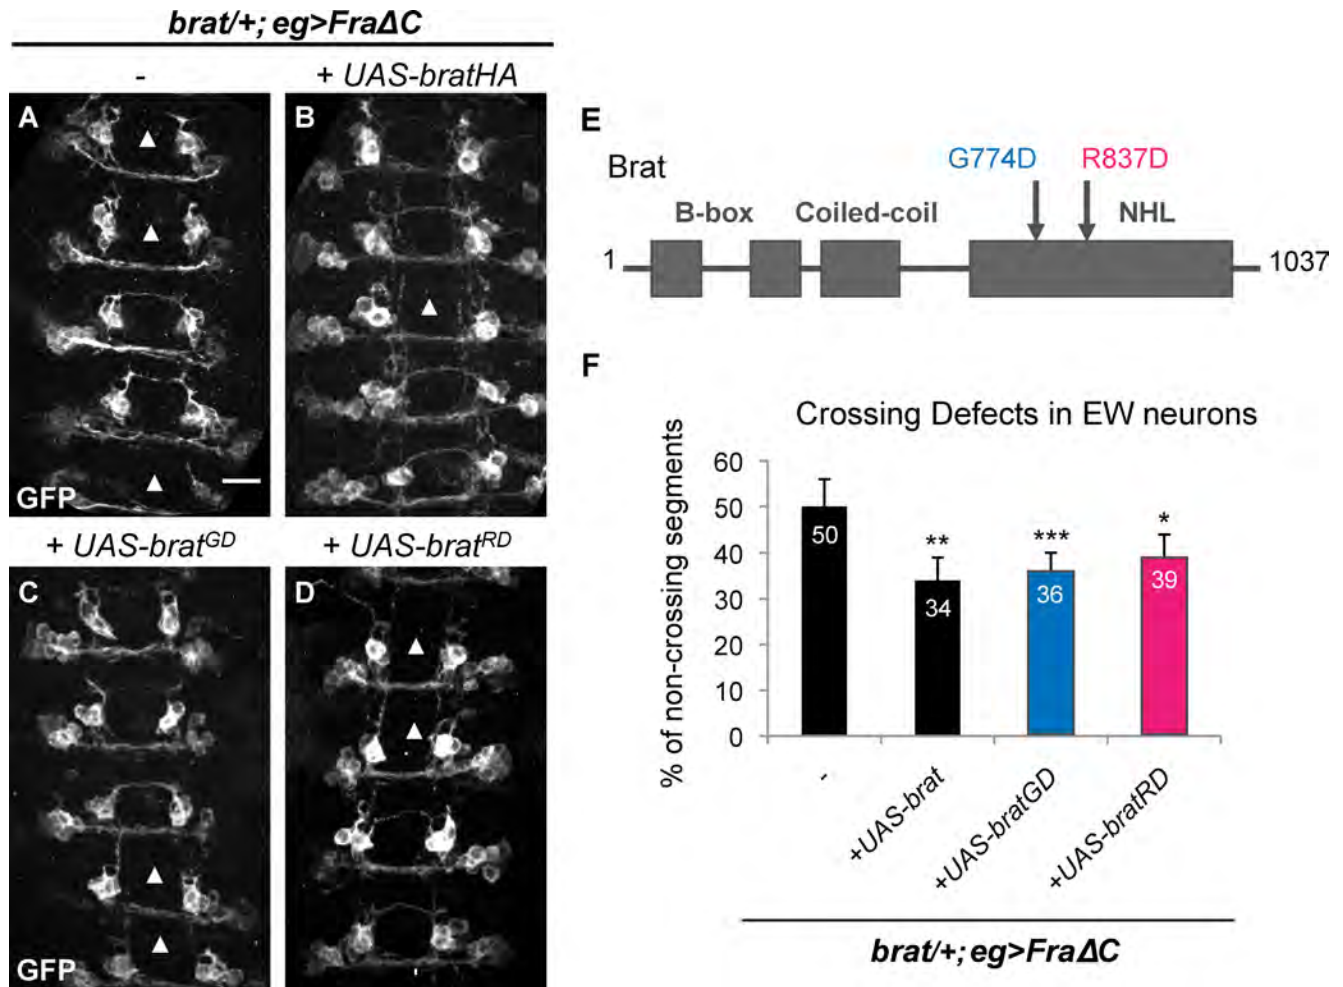 brat/+; eg>FraΔC
-
+ UAS-bratHA
A
B
GFP
+ UAS-brat^GD
+ UAS-brat^RD
C
D
GFP
E
G774D
R837D
Brat
B-box
Coiled-coil
NHL
1
1037
F
Crossing Defects in EW neurons
% of non-crossing segments
60
50
40
30
20
10
0
50
**
34
***
36
*
39
-
+UAS-brat
+UAS-bratGD
+UAS-bratRD
brat/+; eg>FraΔC